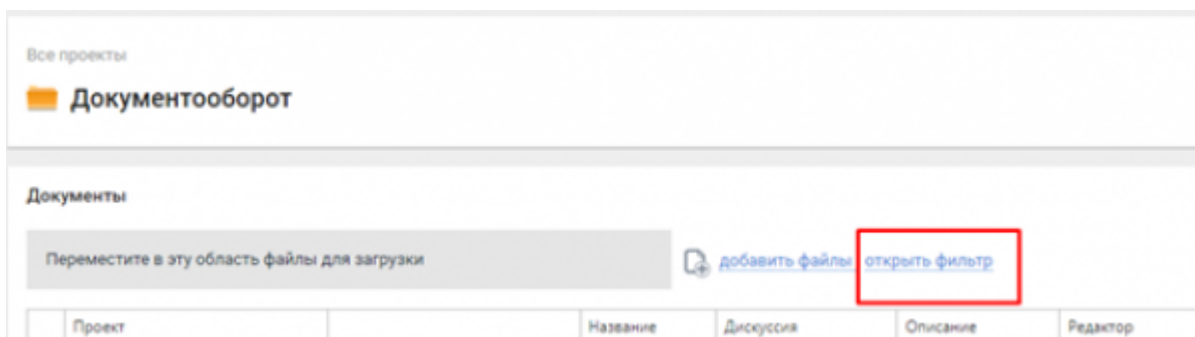 Все проекты
Документооборот
Документы
Переместите в эту область файлы для загрузки добавить файлы открыть фильтр
Проект Название Дискуссия Описание Редактор